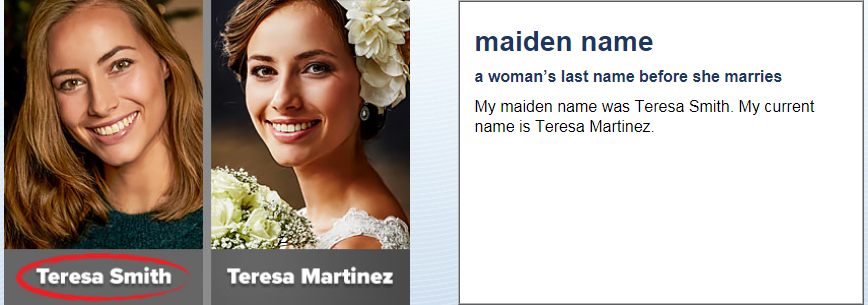 Teresa Smith
Teresa Martinez
maiden name
a woman’s last name before she marries
My maiden name was Teresa Smith. My current
name is Teresa Martinez.